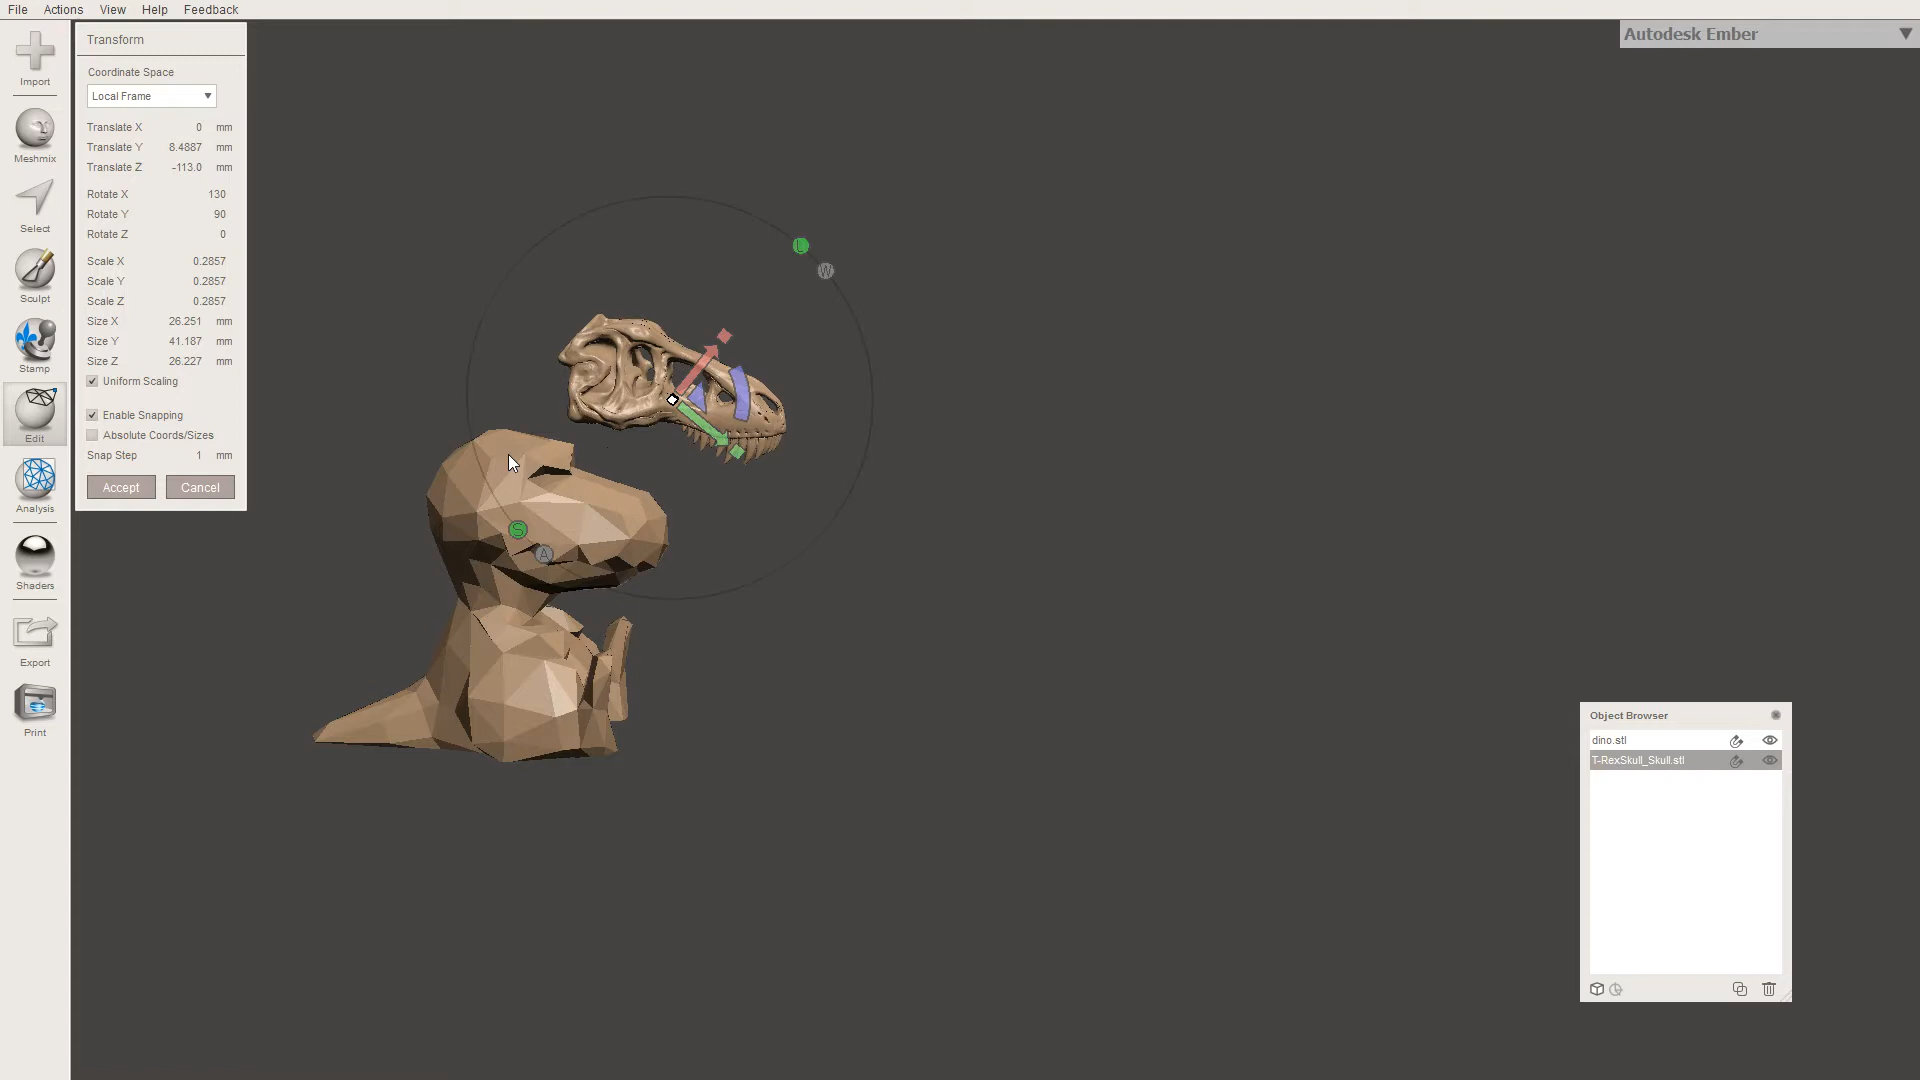 File Actions View Help Feedback
Autodesk Ember
Import
Meshmix
Select
Sculpt
Stamp
Edit
Analysis
Shaders
Export
Print
Transform
Coordinate Space
Local Frame
Translate X 0 mm
Translate Y 8.4887 mm
Translate Z -113.0 mm
Rotate X 130
Rotate Y 90
Rotate Z 0
Scale X 0.2857
Scale Y 0.2857
Scale Z 0.2857
Size X 26.251 mm
Size Y 41.187 mm
Size Z 26.227 mm
Uniform Scaling
Enable Snapping
Absolute Coords/Sizes
Snap Step 1 mm
Accept Cancel
L
W
S
A
Object Browser
dino.stl
T-RexSkull_Skull.stl